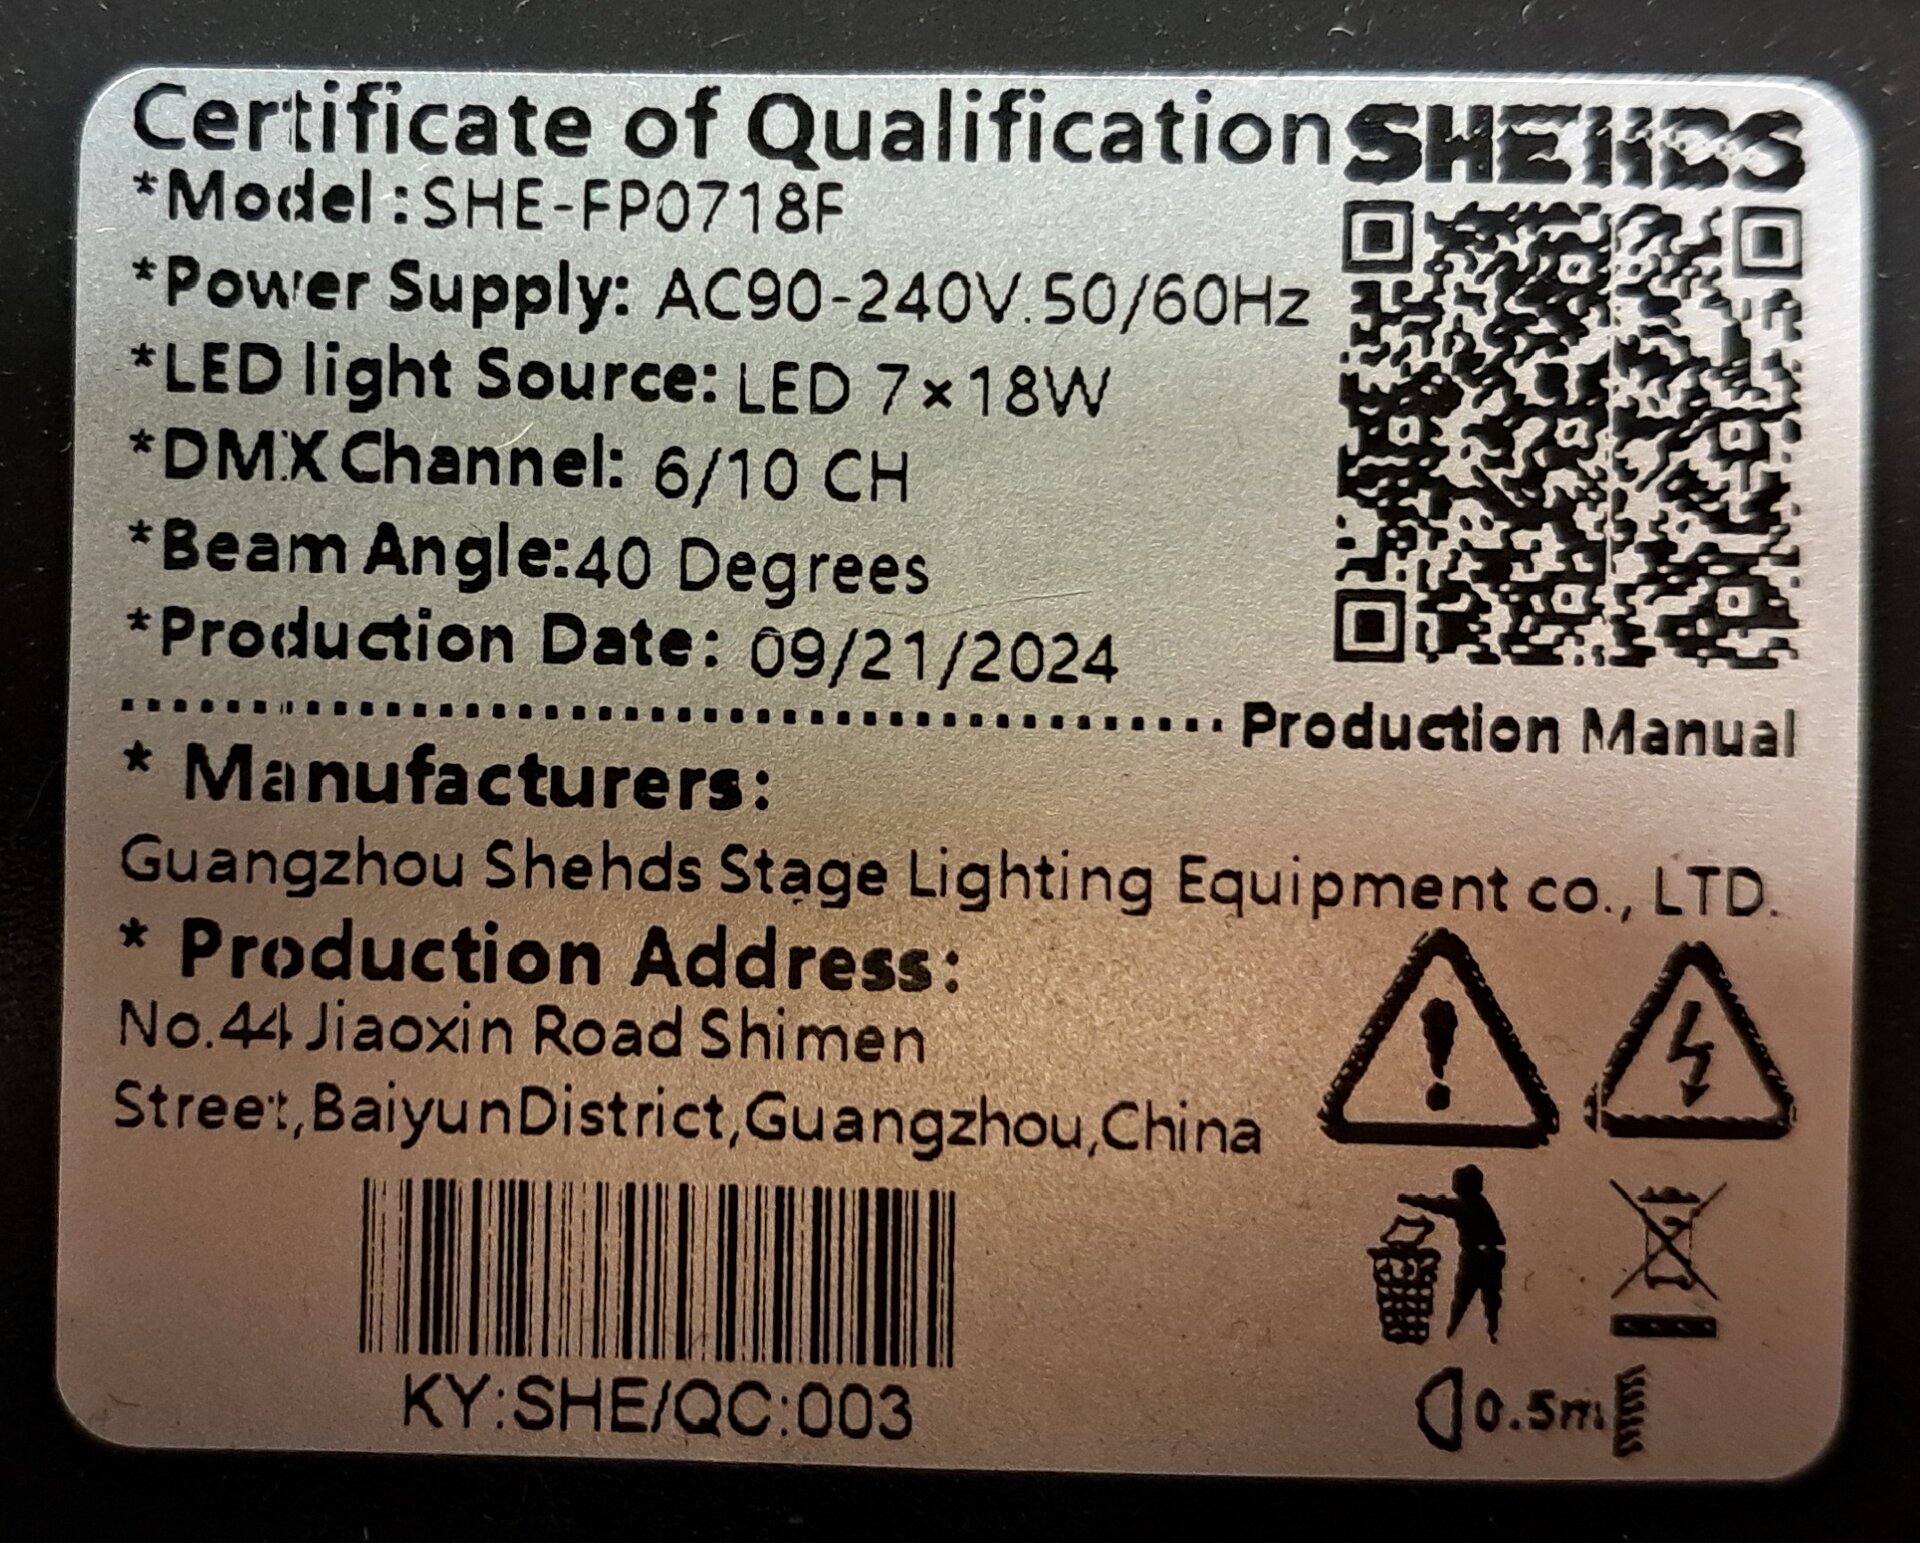 Certificate of Qualification
SHEHDS
*Model:SHE-FP0718F
*Power Supply: AC90-240V.50/60Hz
*LED light Source: LED 7×18W
*DMX Channel: 6/10 CH
*Beam Angle:40 Degrees
*Production Date: 09/21/2024
Production Manual
* Manufacturers:
Guangzhou Shehds Stage Lighting Equipment co., LTD.
* Production Address:
No.44 Jiaoxin Road Shimen
Street,BaiyunDistrict,Guangzhou,China
KY:SHE/QC:003
0.5m